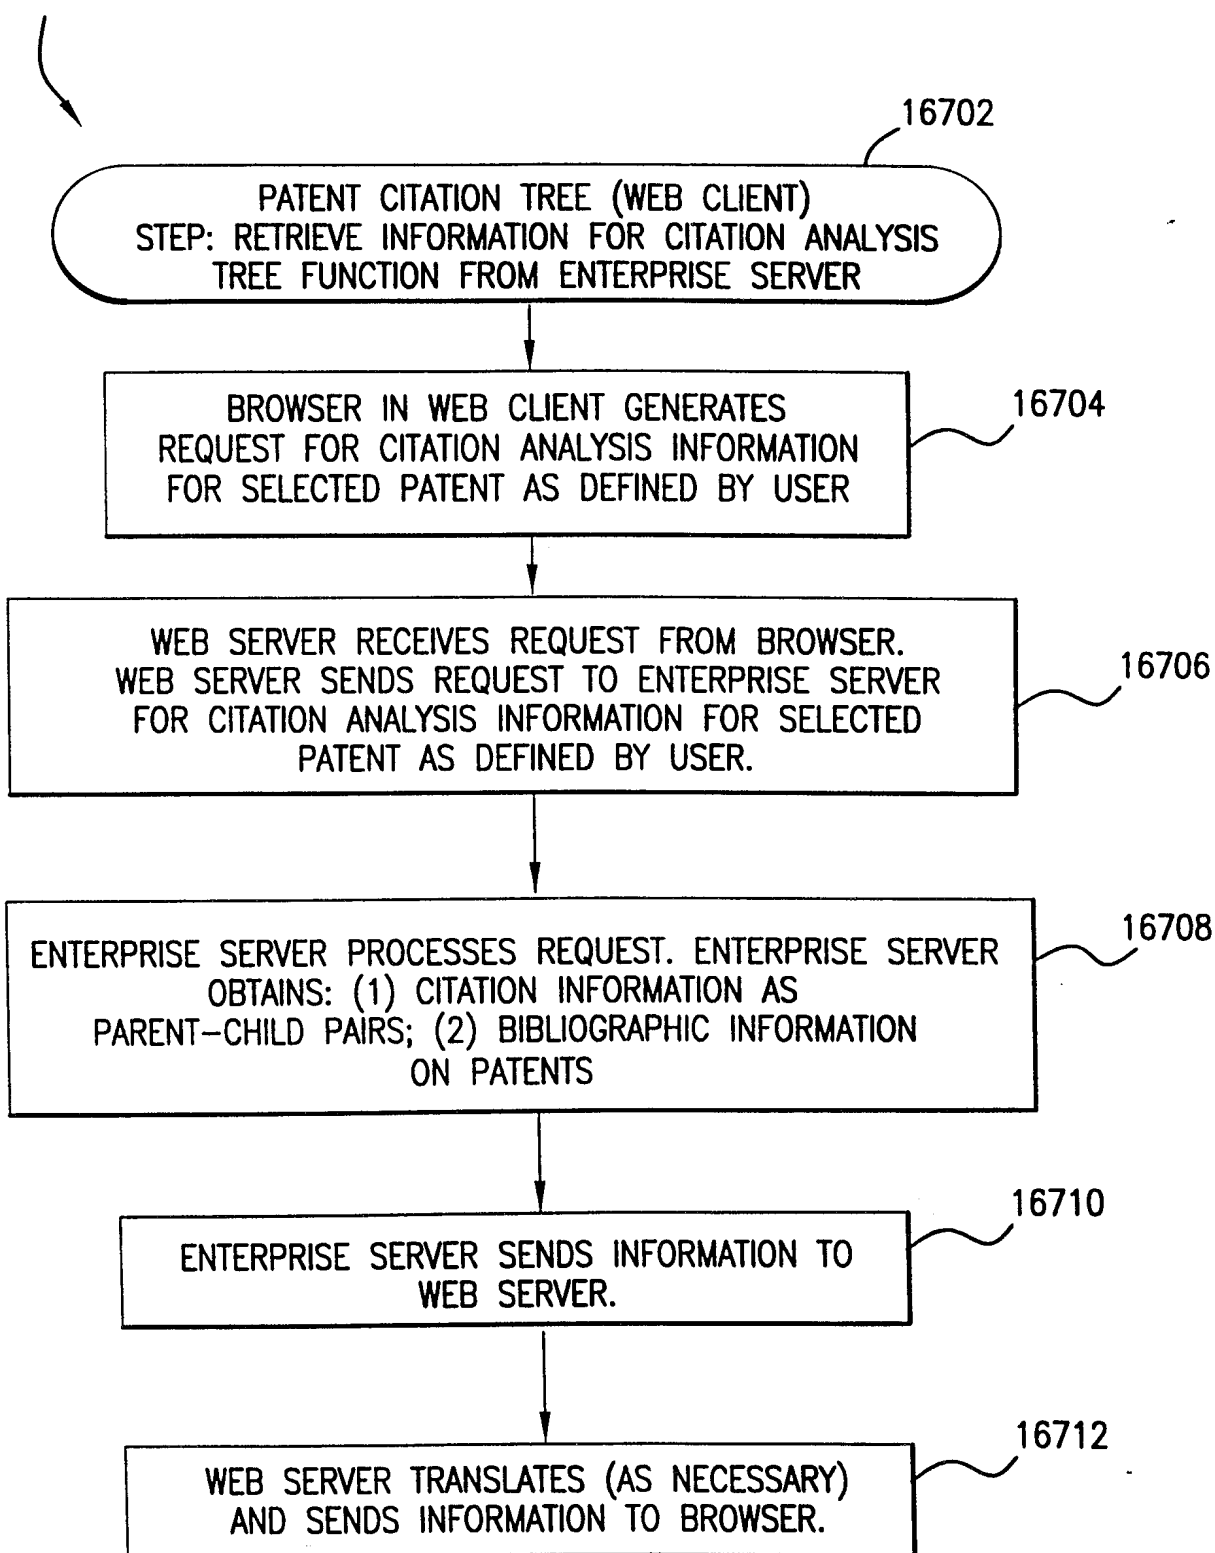 16702
PATENT CITATION TREE (WEB CLIENT)
STEP: RETRIEVE INFORMATION FOR CITATION ANALYSIS
TREE FUNCTION FROM ENTERPRISE SERVER
16704
BROWSER IN WEB CLIENT GENERATES
REQUEST FOR CITATION ANALYSIS INFORMATION
FOR SELECTED PATENT AS DEFINED BY USER
16706
WEB SERVER RECEIVES REQUEST FROM BROWSER.
WEB SERVER SENDS REQUEST TO ENTERPRISE SERVER
FOR CITATION ANALYSIS INFORMATION FOR SELECTED
PATENT AS DEFINED BY USER.
16708
ENTERPRISE SERVER PROCESSES REQUEST. ENTERPRISE SERVER
OBTAINS: (1) CITATION INFORMATION AS
PARENT-CHILD PAIRS; (2) BIBLIOGRAPHIC INFORMATION
ON PATENTS
16710
ENTERPRISE SERVER SENDS INFORMATION TO
WEB SERVER.
16712
WEB SERVER TRANSLATES (AS NECESSARY)
AND SENDS INFORMATION TO BROWSER.